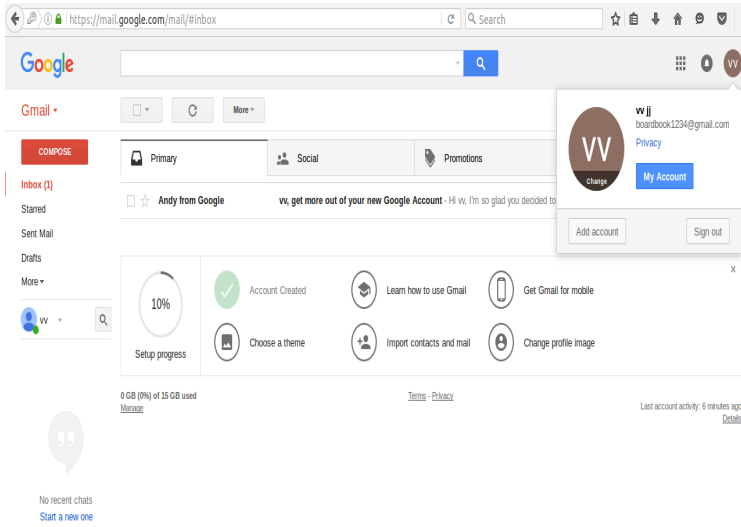 https://mail.google.com/mail/#inbox
Search
Google
VV
Gmail
More
vv jj
boardbook1234@gmail.com
Privacy
My Account
VV
Change
Add account
Sign out
COMPOSE
Inbox (1)
Starred
Sent Mail
Drafts
More
vv
Primary
Social
Promotions
Andy from Google
vv, get more out of your new Google Account - Hi vv, I'm so glad you decided to
x
10%
Setup progress
Account Created
Learn how to use Gmail
Get Gmail for mobile
Choose a theme
Import contacts and mail
Change profile image
0 GB (0%) of 15 GB used
Manage
Terms - Privacy
Last account activity: 6 minutes ago
Details
No recent chats
Start a new one